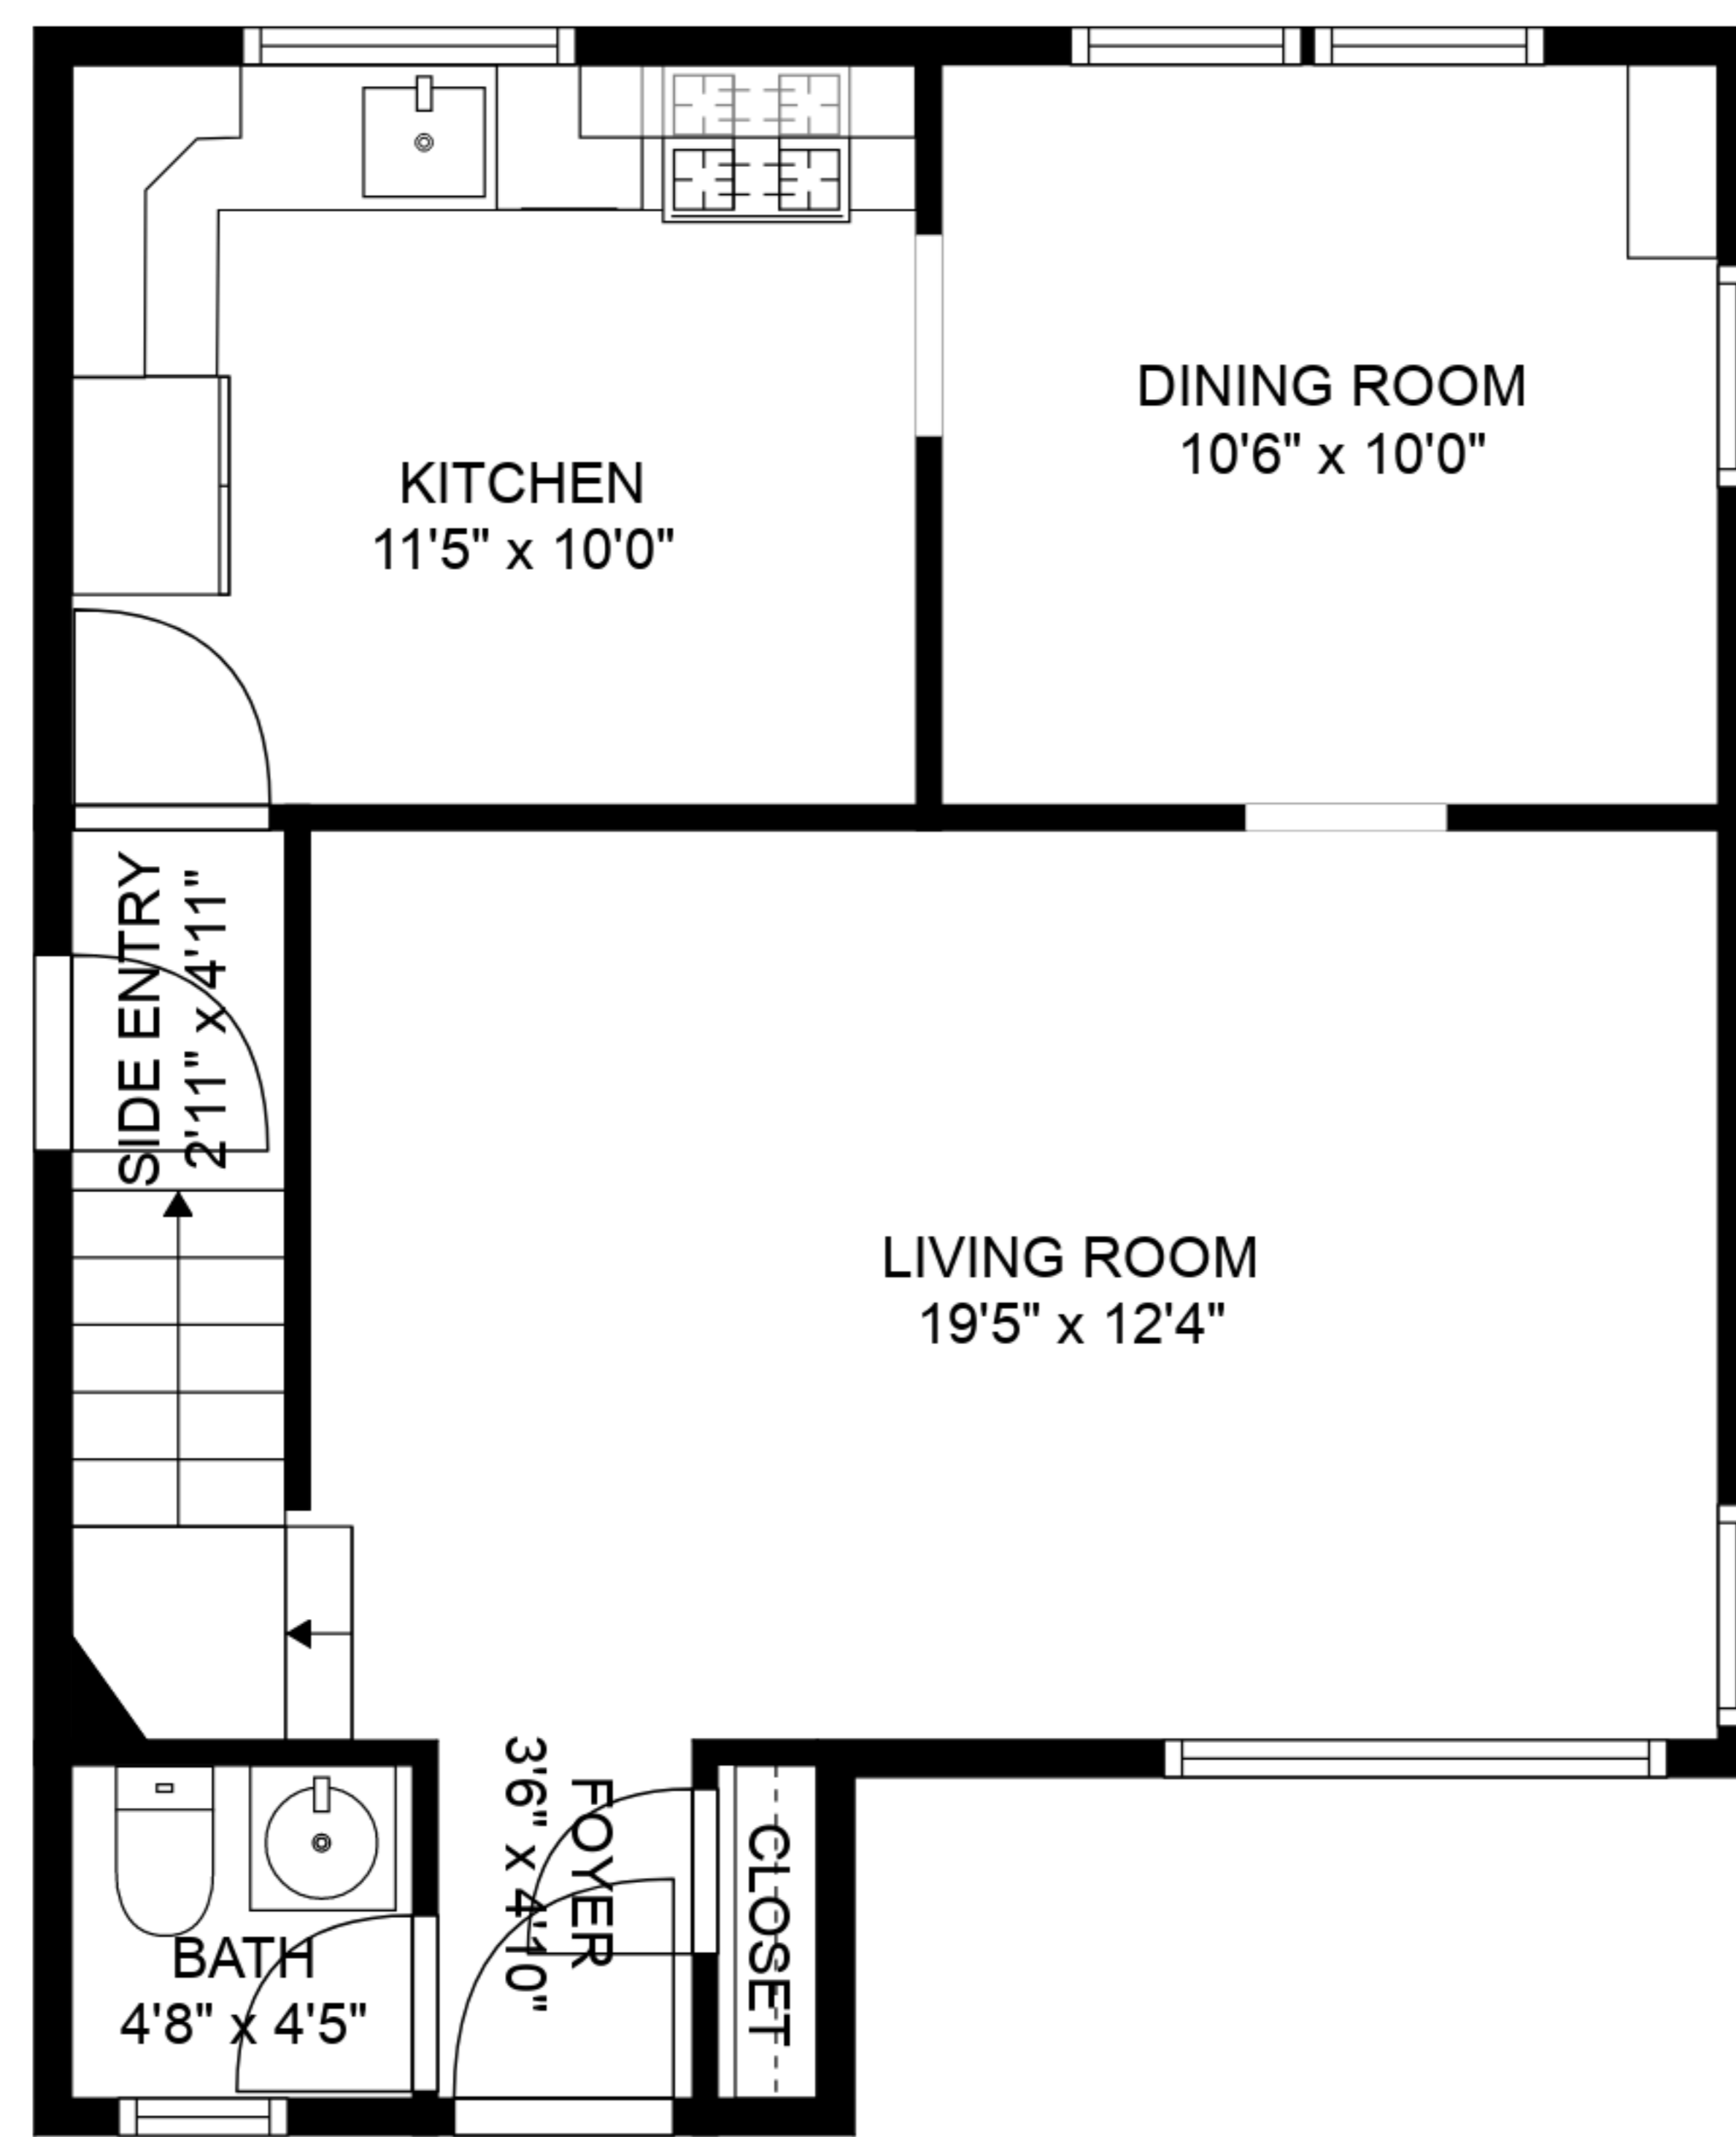 DINING ROOM
10'6" x 10'0"
KITCHEN
11'5" x 10'0"
SIDE ENTRY
2'11" x 4'11"
LIVING ROOM
19'5" x 12'4"
FOYER
3'6" x 4'10"
CLOSET
BATH
4'8" x 4'5"